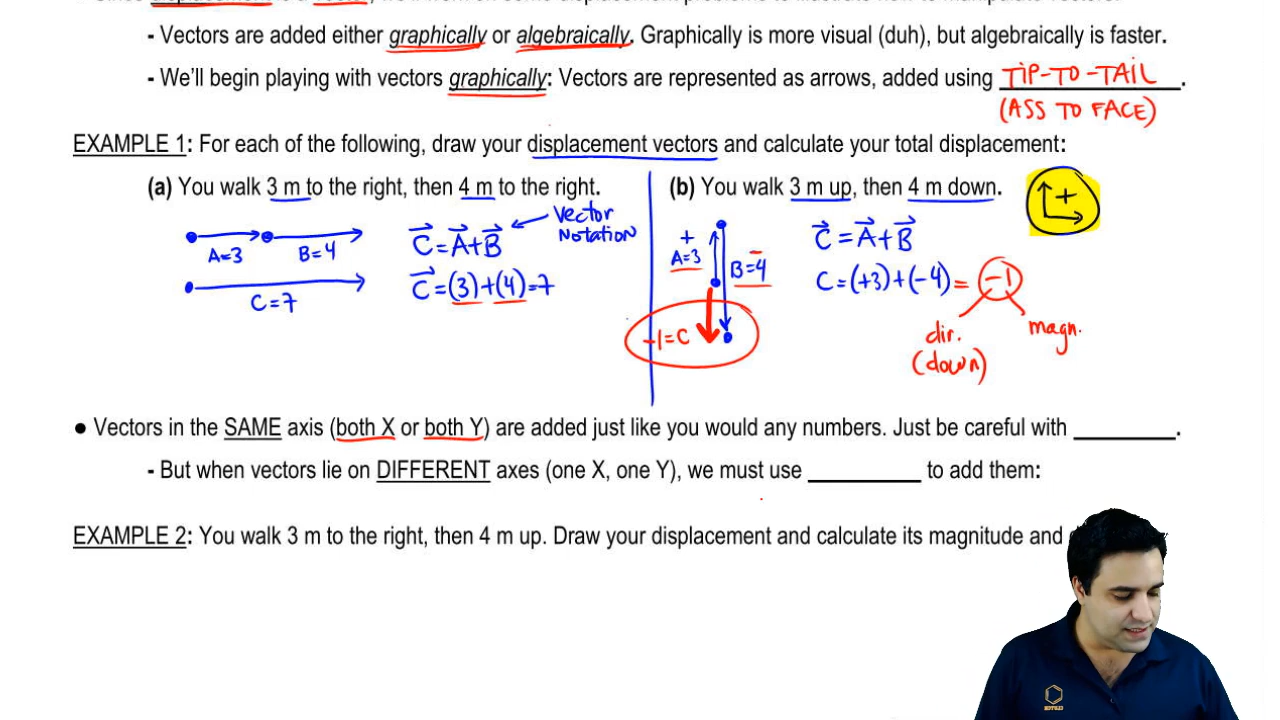 - Vectors are added either graphically or algebraically. Graphically is more visual (duh), but algebraically is faster.
- We'll begin playing with vectors graphically: Vectors are represented as arrows, added using TIP-TO-TAIL.
(ASS TO FACE)
EXAMPLE 1: For each of the following, draw your displacement vectors and calculate your total displacement:
(a) You walk 3 m to the right, then 4 m to the right.
A=3
B=4
C=7
C⃗=A⃗+B⃗
Vector
Notation
C⃗=(3)+(4)=7
(b) You walk 3 m up, then 4 m down.
+
+
A=3
B=-4
-1=C
C⃗=A⃗+B⃗
C=(+3)+(-4)=-1
dir.
(down)
magn.
● Vectors in the SAME axis (both X or both Y) are added just like you would any numbers. Just be careful with ________.
- But when vectors lie on DIFFERENT axes (one X, one Y), we must use ________ to add them:
EXAMPLE 2: You walk 3 m to the right, then 4 m up. Draw your displacement and calculate its magnitude and